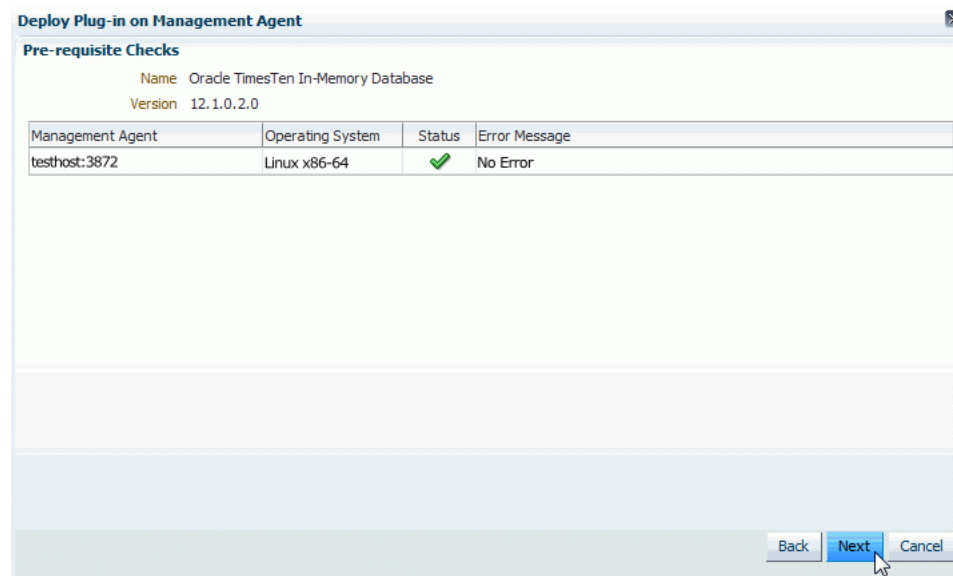 Deploy Plug-in on Management Agent
Pre-requisite Checks
Name Oracle TimesTen In-Memory Database
Version 12.1.0.2.0
Management Agent Operating System Status Error Message
testhost:3872 Linux x86-64 No Error
Back Next Cancel